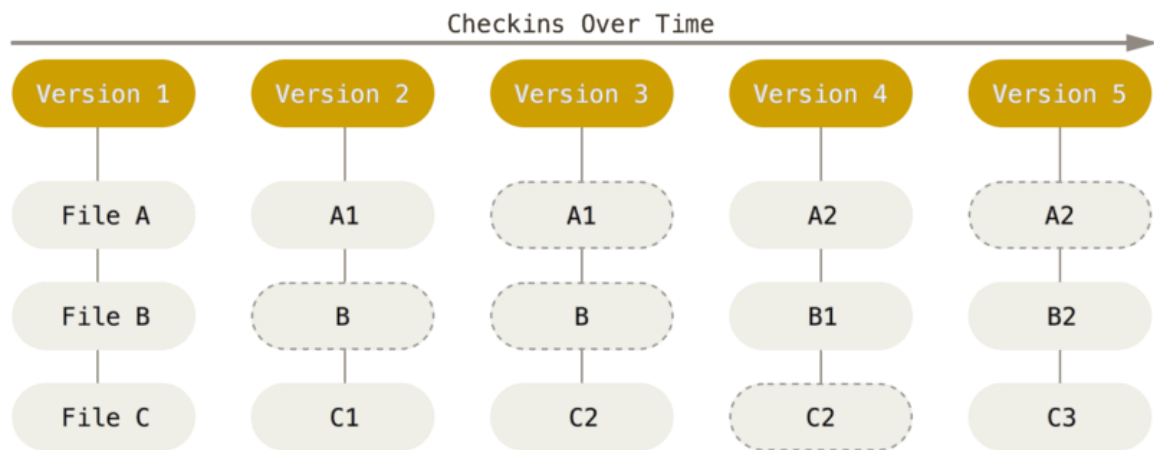 Checkins Over Time
Version 1 Version 2 Version 3 Version 4 Version 5
File A A1 A1 A2 A2
File B B B B1 B2
File C C1 C2 C2 C3